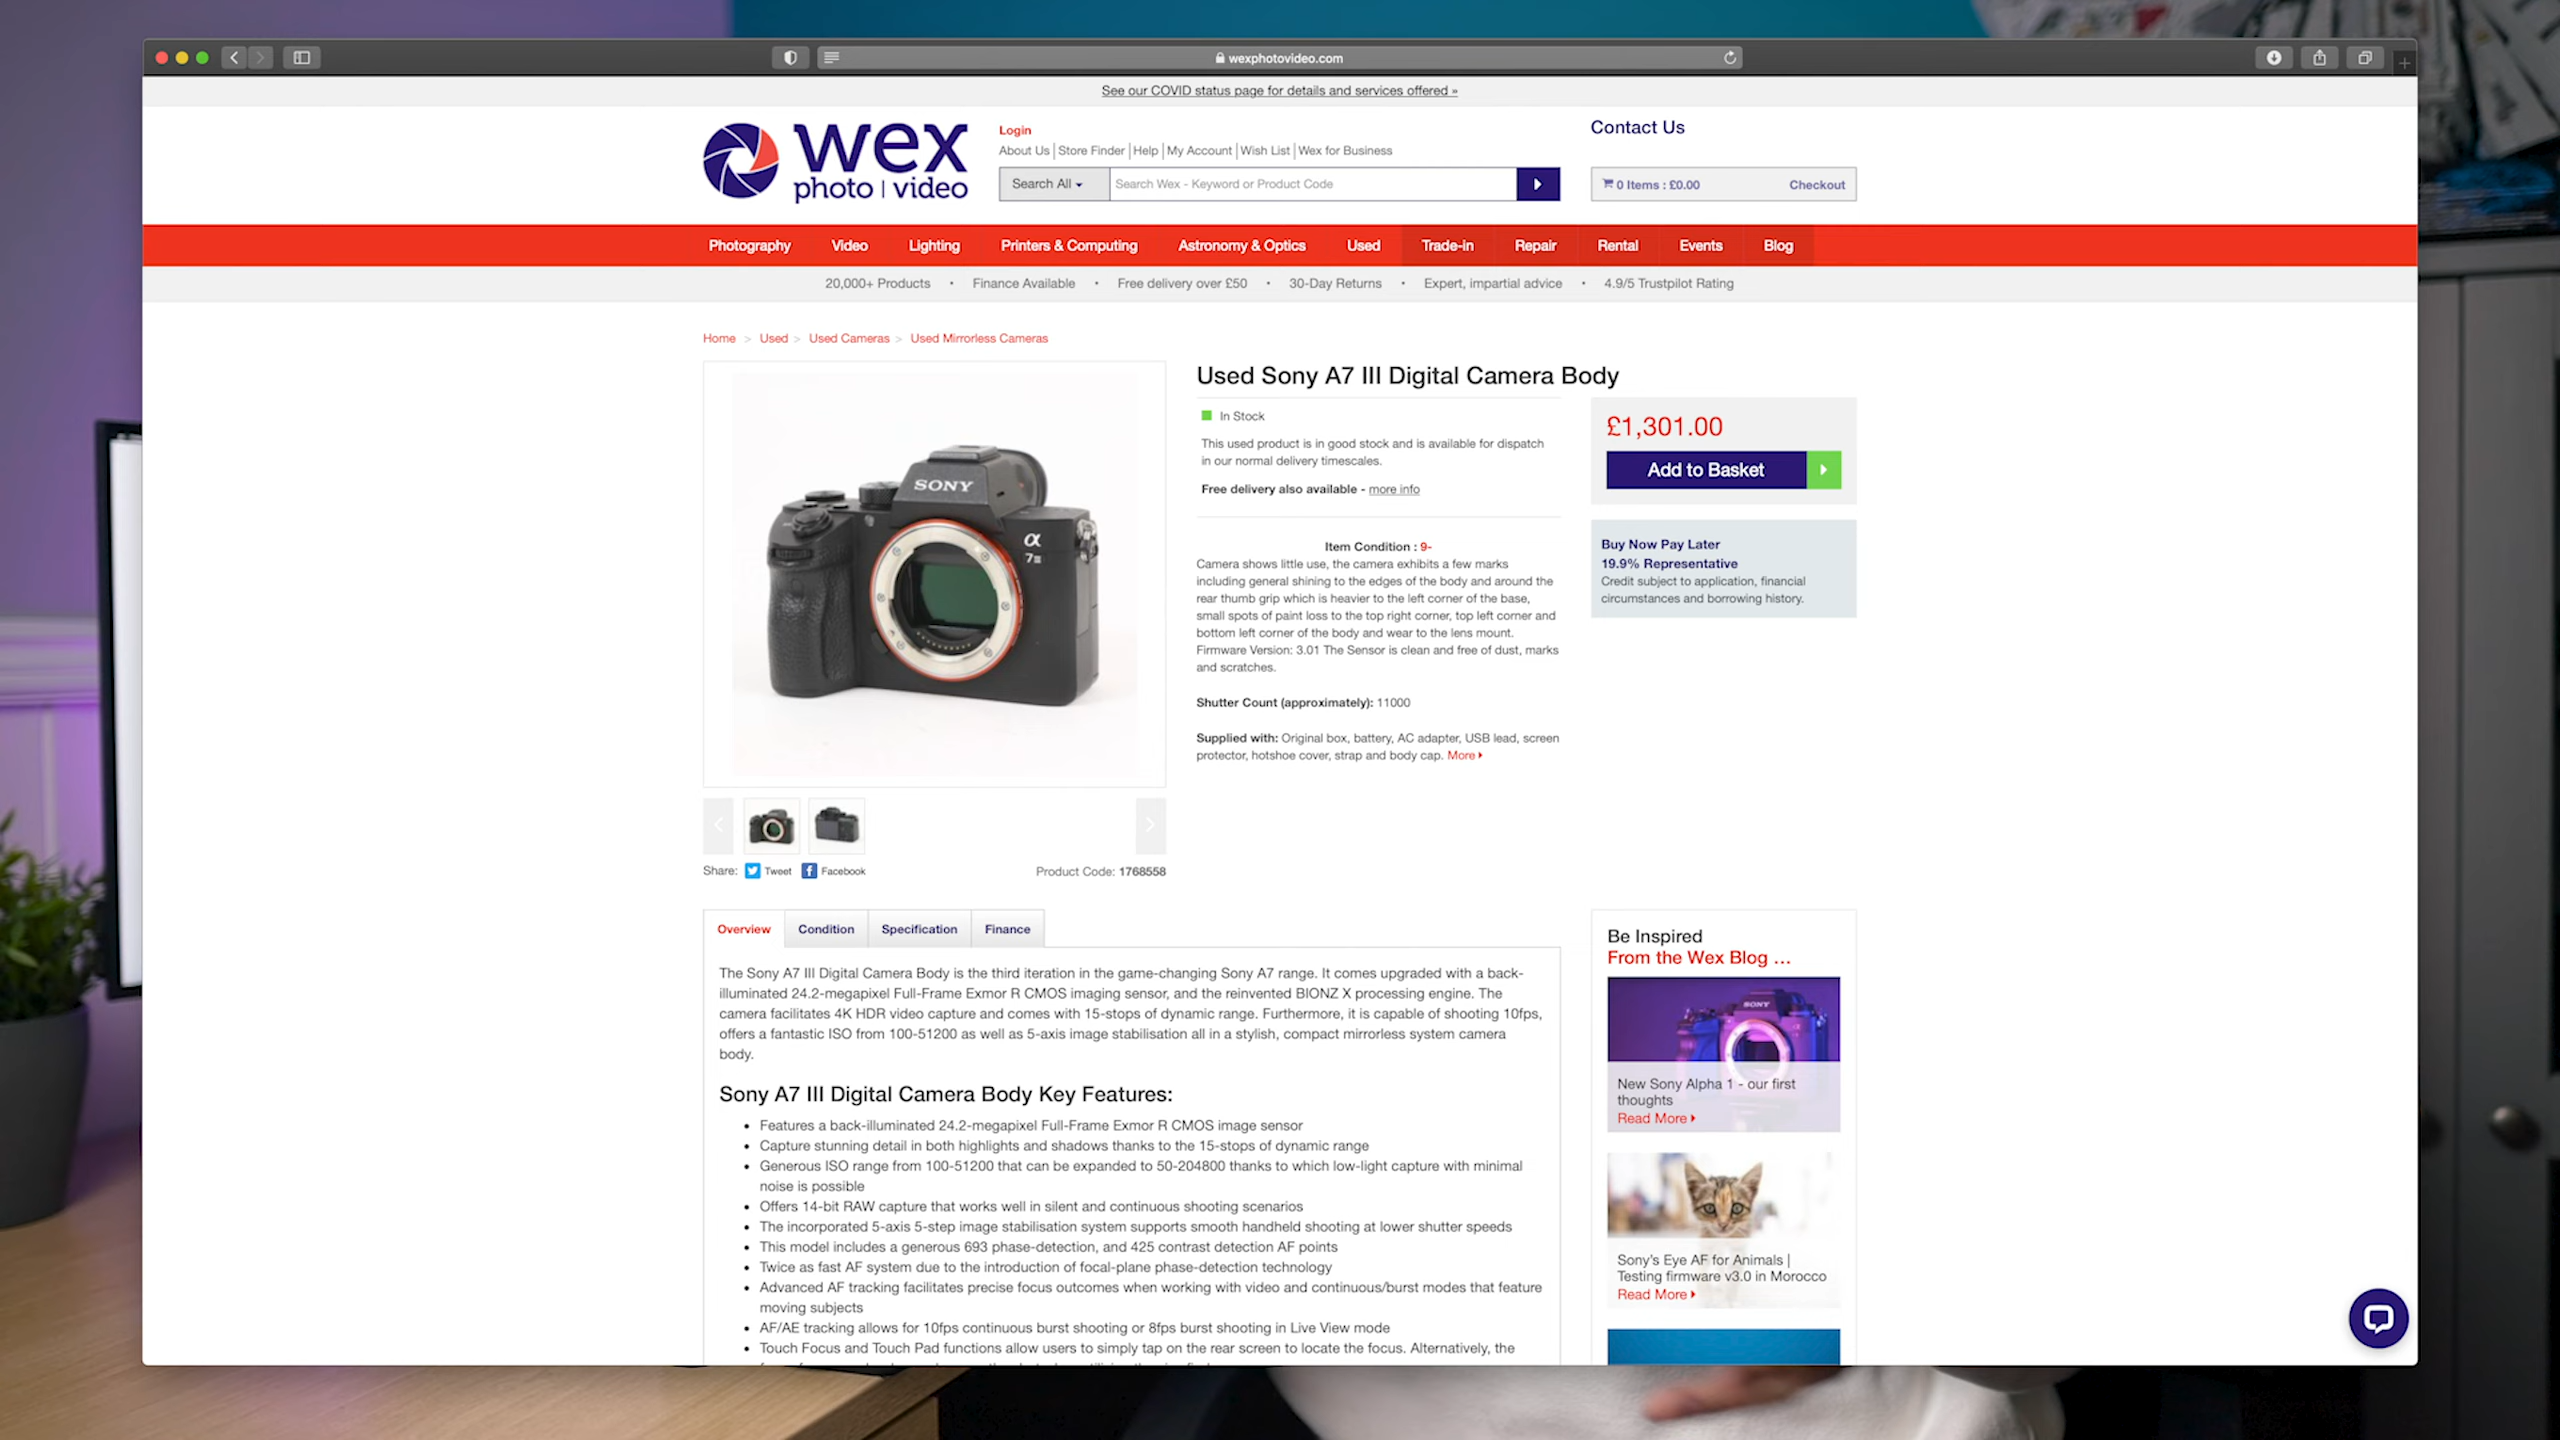 wexphotovideo.com
See our COVID status page for details and services offered »
wex
photo | video
Login
About Us | Store Finder | Help | My Account | Wish List | Wex for Business
Search All
Search Wex - Keyword or Product Code
Contact Us
0 Items : £0.00
Checkout
Photography Video Lighting Printers & Computing Astronomy & Optics Used Trade-in Repair Rental Events Blog
20,000+ Products • Finance Available • Free delivery over £50 • 30-Day Returns • Expert, impartial advice • 4.9/5 Trustpilot Rating
Home > Used > Used Cameras > Used Mirrorless Cameras
SONY
α
7III
Used Sony A7 III Digital Camera Body
In Stock
This used product is in good stock and is available for dispatch
in our normal delivery timescales.
Free delivery also available - more info
£1,301.00
Add to Basket
Buy Now Pay Later
19.9% Representative
Credit subject to application, financial
circumstances and borrowing history.
Item Condition : 9-
Camera shows little use, the camera exhibits a few marks
including general shining to the edges of the body and around the
rear thumb grip which is heavier to the left corner of the base,
small spots of paint loss to the top right corner, top left corner and
bottom left corner of the body and wear to the lens mount.
Firmware Version: 3.01 The Sensor is clean and free of dust, marks
and scratches.
Shutter Count (approximately): 11000
Supplied with: Original box, battery, AC adapter, USB lead, screen
protector, hotshoe cover, strap and body cap. More
Share: Tweet Facebook
Product Code: 1768558
Overview Condition Specification Finance
The Sony A7 III Digital Camera Body is the third iteration in the game-changing Sony A7 range. It comes upgraded with a back-
illuminated 24.2-megapixel Full-Frame Exmor R CMOS imaging sensor, and the reinvented BIONZ X processing engine. The
camera facilitates 4K HDR video capture and comes with 15-stops of dynamic range. Furthermore, it is capable of shooting 10fps,
offers a fantastic ISO from 100-51200 as well as 5-axis image stabilisation all in a stylish, compact mirrorless system camera
body.
Sony A7 III Digital Camera Body Key Features:
• Features a back-illuminated 24.2-megapixel Full-Frame Exmor R CMOS image sensor
• Capture stunning detail in both highlights and shadows thanks to the 15-stops of dynamic range
• Generous ISO range from 100-51200 that can be expanded to 50-204800 thanks to which low-light capture with minimal
noise is possible
• Offers 14-bit RAW capture that works well in silent and continuous shooting scenarios
• The incorporated 5-axis 5-step image stabilisation system supports smooth handheld shooting at lower shutter speeds
• This model includes a generous 693 phase-detection, and 425 contrast detection AF points
• Twice as fast AF system due to the introduction of focal-plane phase-detection technology
• Advanced AF tracking facilitates precise focus outcomes when working with video and continuous/burst modes that feature
moving subjects
• AF/AE tracking allows for 10fps continuous burst shooting or 8fps burst shooting in Live View mode
• Touch Focus and Touch Pad functions allow users to simply tap on the rear screen to locate the focus. Alternatively, the
Be Inspired
From the Wex Blog ...
SONY
New Sony Alpha 1 - our first
thoughts
Read More
Sony's Eye AF for Animals |
Testing firmware v3.0 in Morocco
Read More